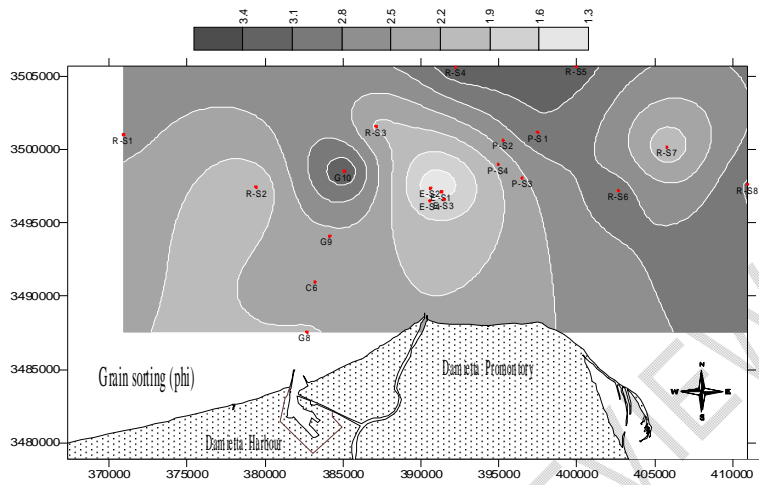 3.4 3.1 2.8 2.5 2.2 1.9 1.6 1.3
3505000
R-S4
R-S5
R-S1
R-S3
P-S2
P-S1
3500000
R-S7
P-S4
P-S3
G10
R-S2
E-S2
E-S1
E-S4
E-S3
R-S6
R-S8
3495000
G9
C6
3490000
G8
3485000
Grain sorting (phi)
Damietta Promontory
N
W E
S
Damietta Harbour
3480000
370000 375000 380000 385000 390000 395000 400000 405000 410000